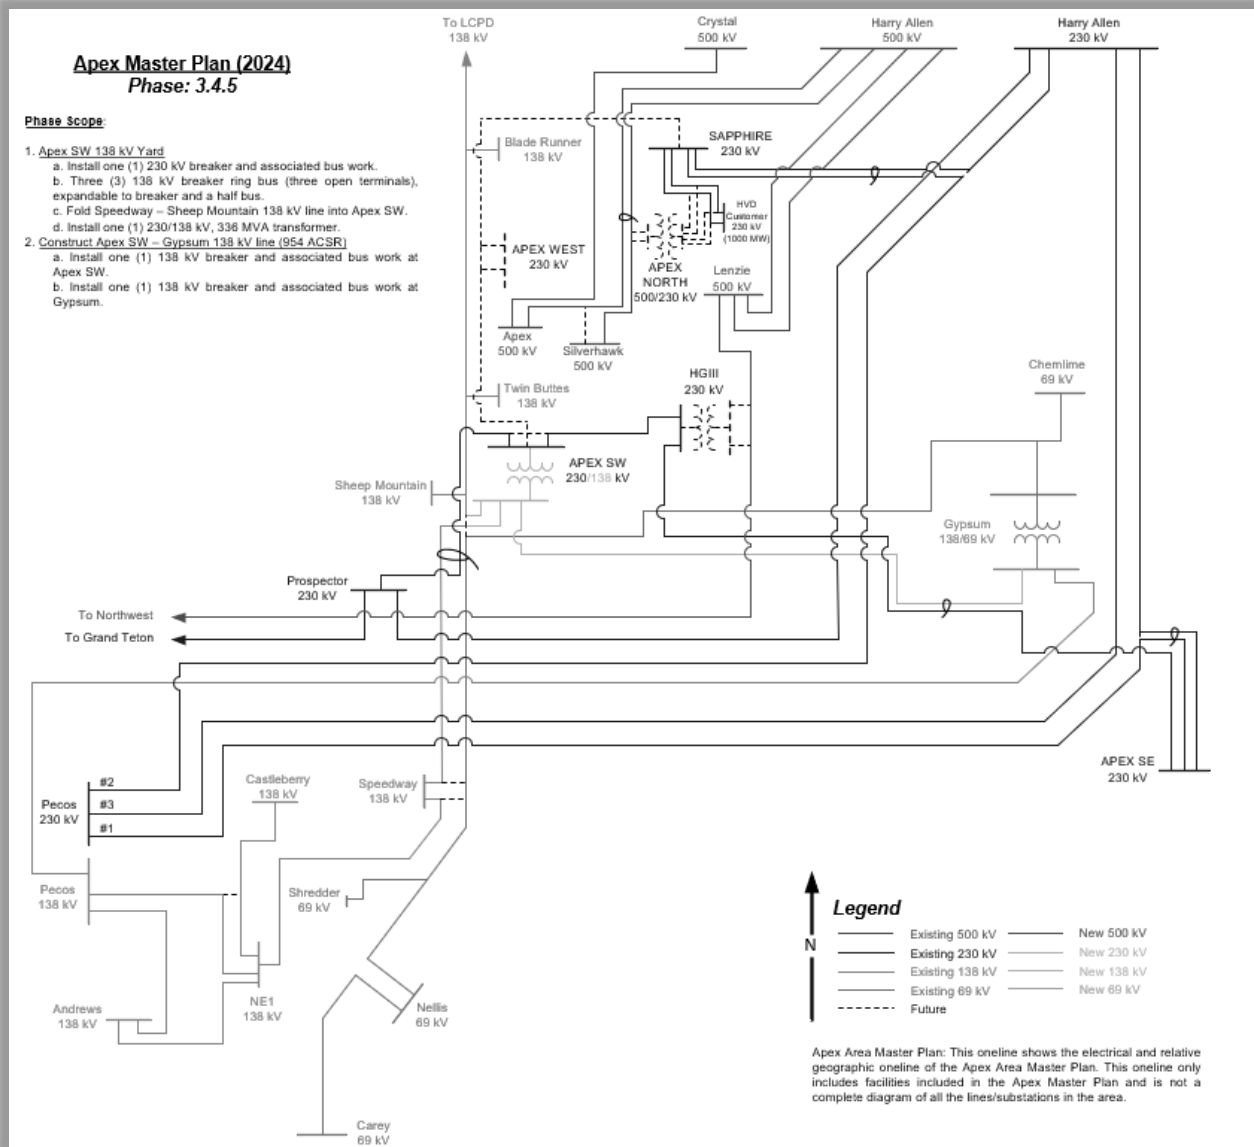 To LCPD
138 kV
Crystal
500 kV
Harry Allen
500 kV
Harry Allen
230 kV
Apex Master Plan (2024)
Phase: 3.4.5
Phase Scope:
1. Apex SW 138 kV Yard
a. Install one (1) 230 kV breaker and associated bus work.
b. Three (3) 138 kV breaker ring bus (three open terminals),
expandable to breaker and a half bus.
c. Fold Speedway – Sheep Mountain 138 kV line into Apex SW.
d. Install one (1) 230/138 kV, 336 MVA transformer.
2. Construct Apex SW – Gypsum 138 kV line (954 ACSR)
a. Install one (1) 138 kV breaker and associated bus work at
Apex SW.
b. Install one (1) 138 kV breaker and associated bus work at
Gypsum.
Blade Runner
138 kV
SAPPHIRE
230 kV
HVD
Customer
230 kV
(1000 MW)
APEX WEST
230 kV
APEX
NORTH
500/230 kV
Lenzie
500 kV
Apex
500 kV
Silverhawk
500 kV
HGIII
230 kV
Chemlime
69 kV
Twin Buttes
138 kV
APEX SW
230/138 kV
Sheep Mountain
138 kV
Gypsum
138/69 kV
Prospector
230 kV
To Northwest
To Grand Teton
APEX SE
230 kV
Castleberry
138 kV
Speedway
138 kV
#2
Pecos
230 kV
#3
#1
Pecos
138 kV
Shredder
69 kV
Andrews
138 kV
NE1
138 kV
Nellis
69 kV
Carey
69 kV
N
Legend
Existing 500 kV
New 500 kV
Existing 230 kV
New 230 kV
Existing 138 kV
New 138 kV
Existing 69 kV
New 69 kV
Future
Apex Area Master Plan: This oneline shows the electrical and relative
geographic oneline of the Apex Area Master Plan. This oneline only
includes facilities included in the Apex Master Plan and is not a
complete diagram of all the lines/substations in the area.